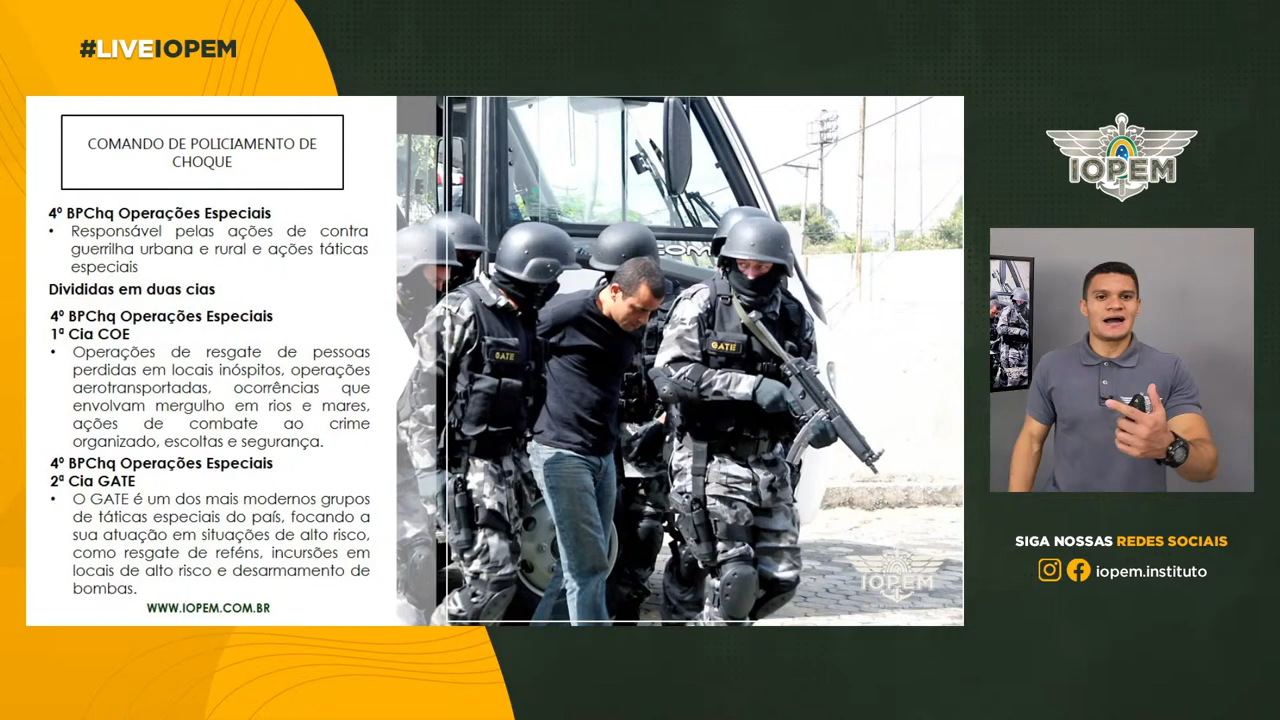 #LIVEIOPEM
COMANDO DE POLICIAMENTO DE
CHOQUE
4º BPChq Operações Especiais
• Responsável pelas ações de contra
guerrilha urbana e rural e ações táticas
especiais
Divididas em duas cias
4º BPChq Operações Especiais
1ª Cia COE
• Operações de resgate de pessoas
perdidas em locais inóspitos, operações
aerotransportadas, ocorrências que
envolvam mergulho em rios e mares,
ações de combate ao crime
organizado, escoltas e segurança.
4º BPChq Operações Especiais
2ª Cia GATE
• O GATE é um dos mais modernos grupos
de táticas especiais do país, focando a
sua atuação em situações de alto risco,
como resgate de reféns, incursões em
locais de alto risco e desarmamento de
bombas.
WWW.IOPEM.COM.BR
GATE
GATE
IOPEM
IOPEM
SIGA NOSSAS REDES SOCIAIS
iopem.instituto